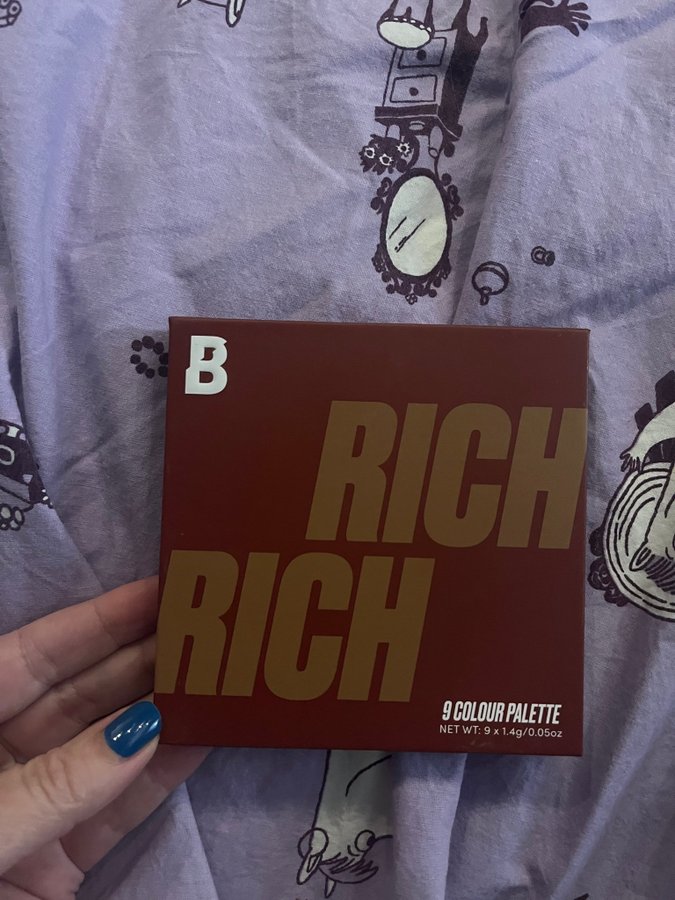 B
RICH
RICH
9 COLOUR PALETTE
NET WT: 9 x 1.4g/0.05oz